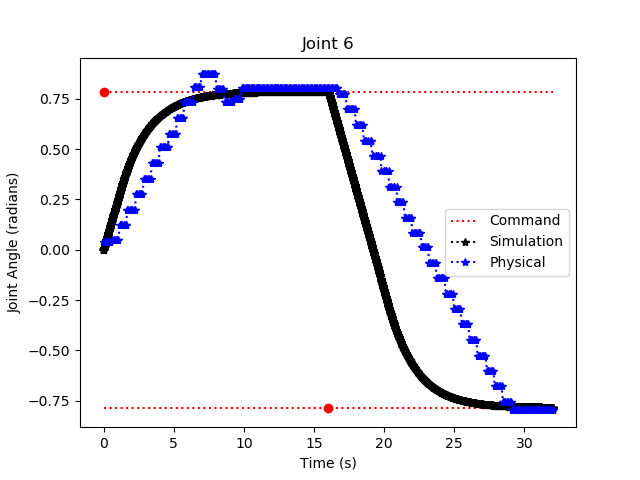 Joint 6
Joint Angle (radians)
0.75
0.50
0.25
0.00
−0.25
−0.50
−0.75
Command
Simulation
Physical
0 5 10 15 20 25 30
Time (s)